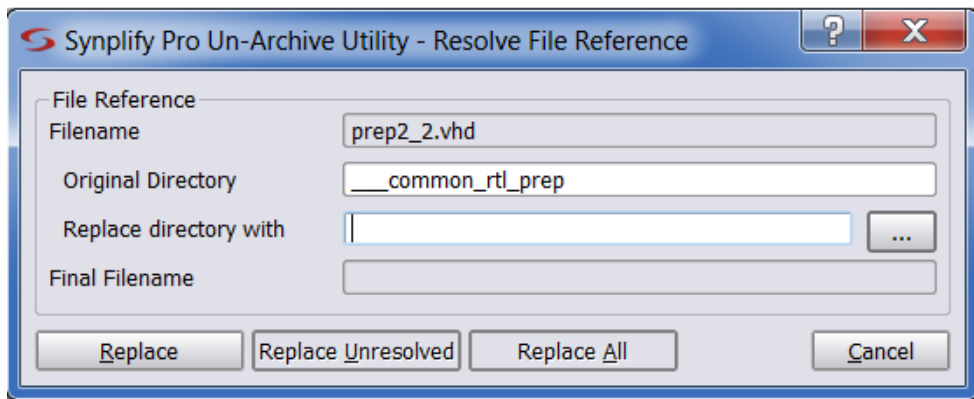 Synplify Pro Un-Archive Utility - Resolve File Reference
?
X
File Reference
Filename
prep2_2.vhd
Original Directory
___common_rtl_prep
Replace directory with
...
Final Filename
Replace
Replace Unresolved
Replace All
Cancel